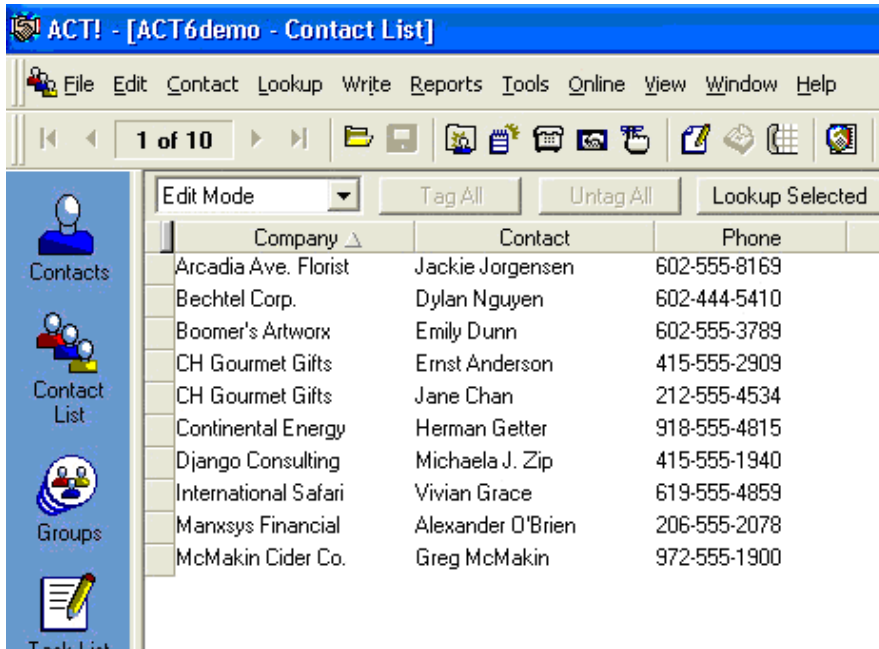 ACT! - [ACT6demo - Contact List]
File Edit Contact Lookup Write Reports Tools Online View Window Help
1 of 10
Edit Mode Tag All Untag All Lookup Selected
Company Contact Phone
Arcadia Ave. Florist Jackie Jorgensen 602-555-8169
Bechtel Corp. Dylan Nguyen 602-444-5410
Boomer's Artworx Emily Dunn 602-555-3789
CH Gourmet Gifts Ernst Anderson 415-555-2909
CH Gourmet Gifts Jane Chan 212-555-4534
Continental Energy Herman Getter 918-555-4815
Django Consulting Michaela J. Zip 415-555-1940
International Safari Vivian Grace 619-555-4859
Manxsys Financial Alexander O'Brien 206-555-2078
McMakin Cider Co. Greg McMakin 972-555-1900
Contacts
Contact
List
Groups
Task List